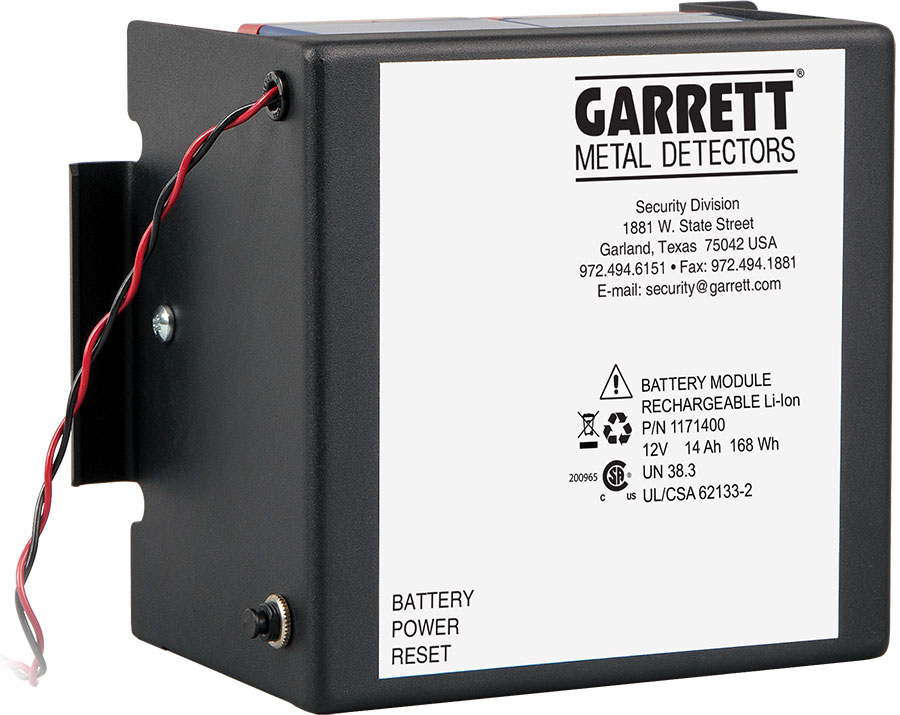 GARRETT®
METAL DETECTORS
Security Division
1881 W. State Street
Garland, Texas 75042 USA
972.494.6151 • Fax: 972.494.1881
E-mail: security@garrett.com
BATTERY MODULE
RECHARGEABLE Li-Ion
P/N 1171400
12V 14 Ah 168 Wh
200965 CSA® UN 38.3
C US UL/CSA 62133-2
BATTERY
POWER
RESET